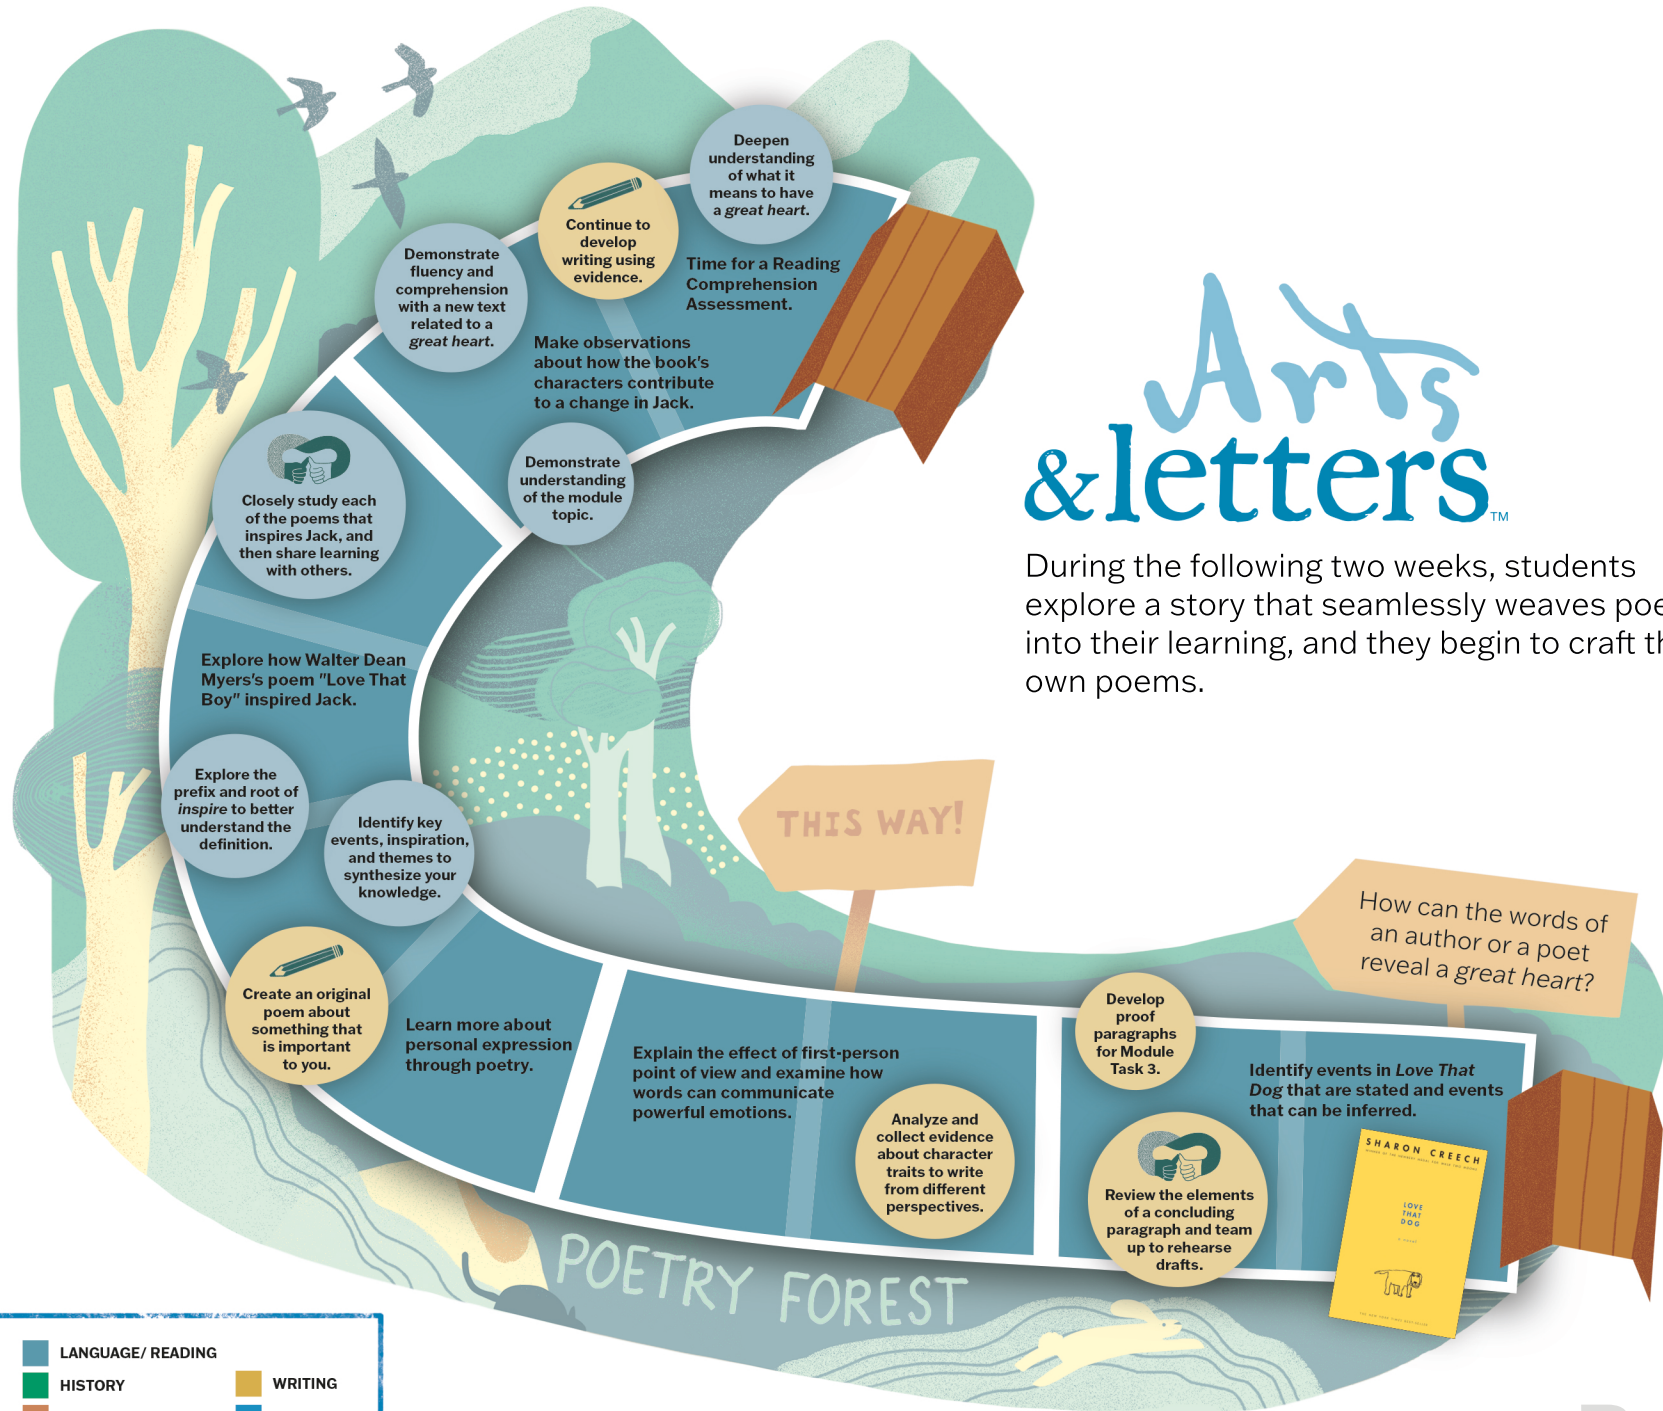 Deepen
understanding
of what it
means to have
a great heart.
Continue to
develop
writing using
evidence.
Demonstrate
fluency and
comprehension
with a new text
related to a
great heart.
Time for a Reading
Comprehension
Assessment.
Make observations
about how the book's
characters contribute
to a change in Jack.
Demonstrate
understanding
of the module
topic.
Closely study each
of the poems that
inspires Jack, and
then share learning
with others.
Explore how Walter Dean
Myers's poem "Love That
Boy" inspired Jack.
Explore the
prefix and root of
inspire to better
understand the
definition.
Identify key
events, inspiration,
and themes to
synthesize your
knowledge.
Create an original
poem about
something that
is important
to you.
Learn more about
personal expression
through poetry.
Explain the effect of first-person
point of view and examine how
words can communicate
powerful emotions.
Analyze and
collect evidence
about character
traits to write
from different
perspectives.
Develop
proof
paragraphs
for Module
Task 3.
Review the elements
of a concluding
paragraph and team
up to rehearse
drafts.
Identify events in Love That
Dog that are stated and events
that can be inferred.
SHARON CREECH
LOVE
THAT
DOG
Arts
&letters™
During the following two weeks, students
explore a story that seamlessly weaves poe
into their learning, and they begin to craft th
own poems.
THIS WAY!
How can the words of
an author or a poet
reveal a great heart?
POETRY FOREST
LANGUAGE/ READING
HISTORY
WRITING